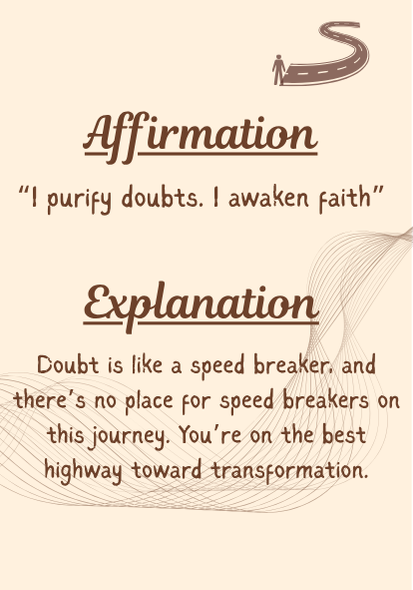 Affirmation
“I purify doubts. I awaken faith”
Explanation
Doubt is like a speed breaker, and
there’s no place for speed breakers on
this journey. You’re on the best
highway toward transformation.